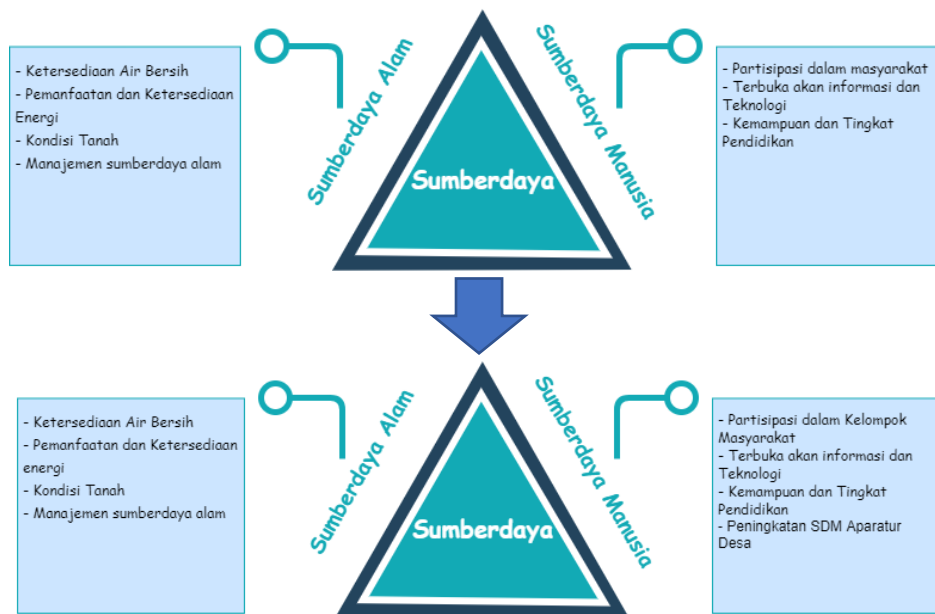 - Ketersediaan Air Bersih
- Pemanfaatan dan Ketersediaan
Energi
- Kondisi Tanah
- Manajemen sumberdaya alam
Sumberdaya Alam
Sumberdaya
Sumberdaya Manusia
- Partisipasi dalam masyarakat
- Terbuka akan informasi dan
Teknologi
- Kemampuan dan Tingkat
Pendidikan
- Ketersediaan Air Bersih
- Pemanfaatan dan Ketersediaan
energi
- Kondisi Tanah
- Manajemen sumberdaya alam
Sumberdaya Alam
Sumberdaya
Sumberdaya Manusia
- Partisipasi dalam Kelompok
Masyarakat
- Terbuka akan informasi dan
Teknologi
- Kemampuan dan Tingkat
Pendidikan
- Peningkatan SDM Aparatur
Desa